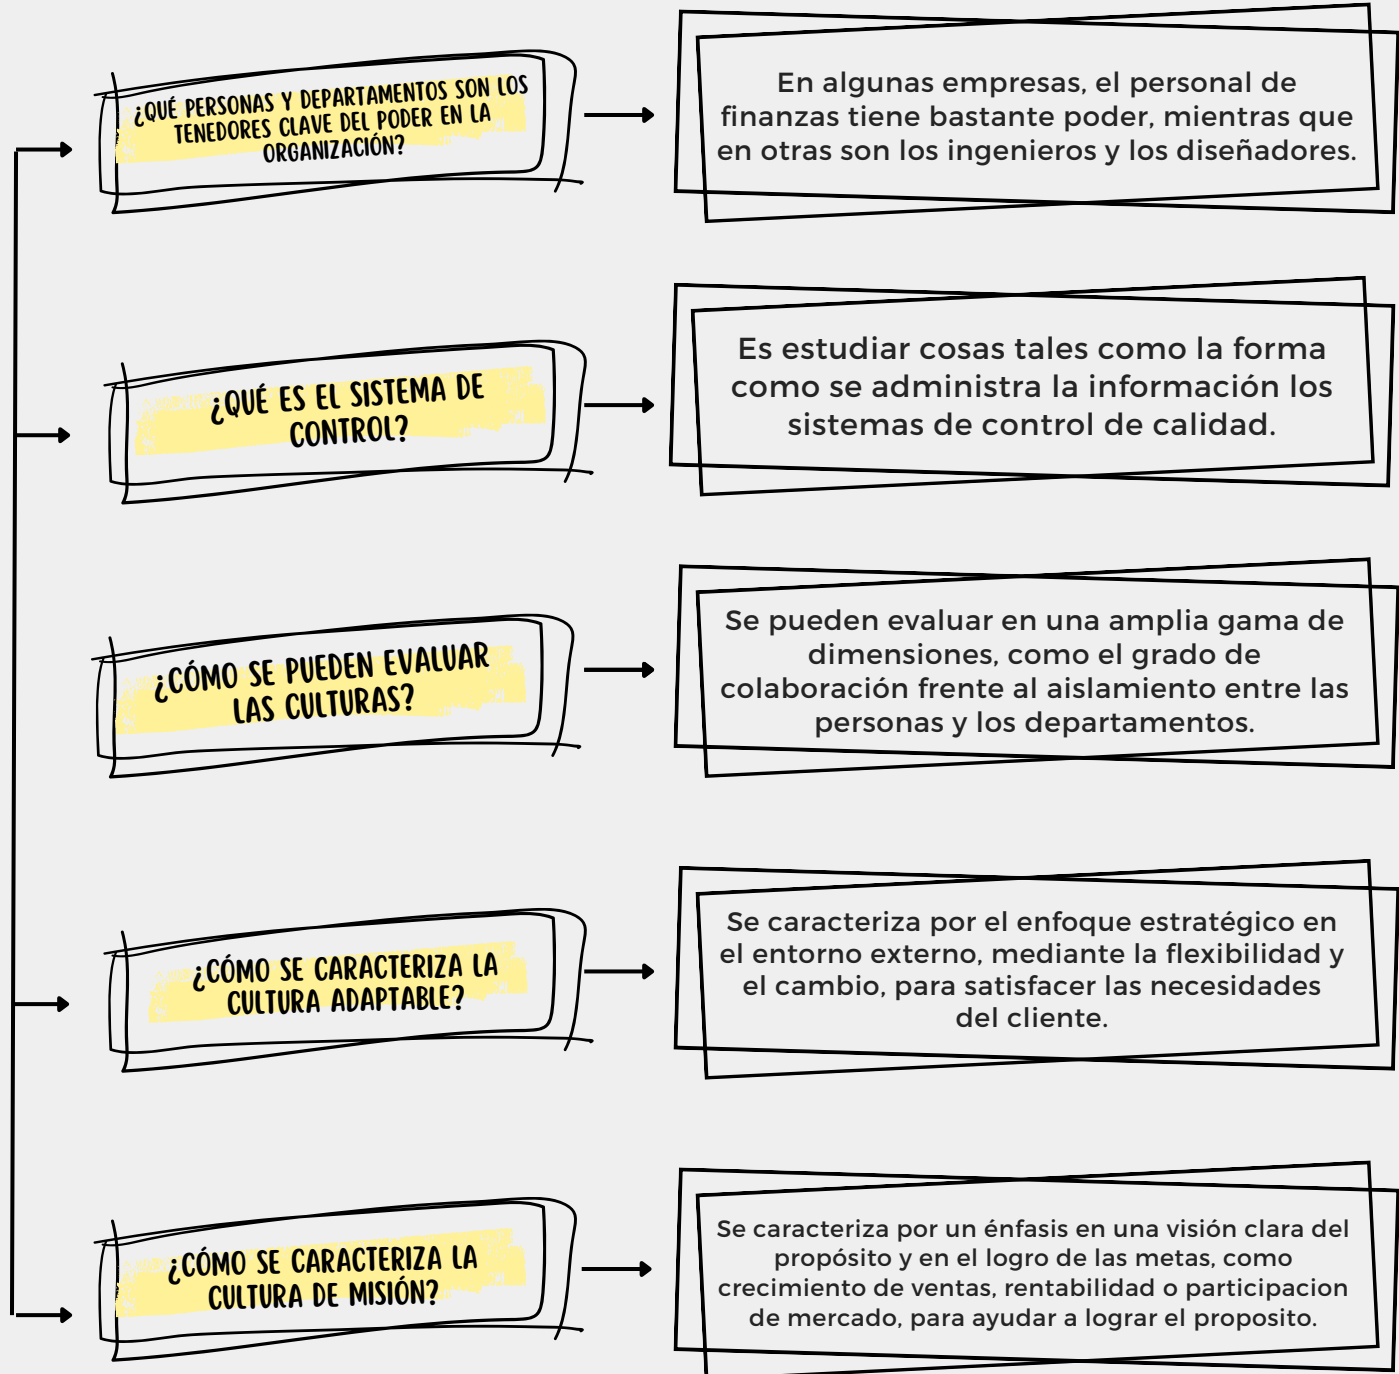 ¿QUÉ PERSONAS Y DEPARTAMENTOS SON LOS
TENEDORES CLAVE DEL PODER EN LA
ORGANIZACIÓN?
En algunas empresas, el personal de
finanzas tiene bastante poder, mientras que
en otras son los ingenieros y los diseñadores.
¿QUÉ ES EL SISTEMA DE
CONTROL?
Es estudiar cosas tales como la forma
como se administra la información los
sistemas de control de calidad.
¿CÓMO SE PUEDEN EVALUAR
LAS CULTURAS?
Se pueden evaluar en una amplia gama de
dimensiones, como el grado de
colaboración frente al aislamiento entre las
personas y los departamentos.
¿CÓMO SE CARACTERIZA LA
CULTURA ADAPTABLE?
Se caracteriza por el enfoque estratégico en
el entorno externo, mediante la flexibilidad y
el cambio, para satisfacer las necesidades
del cliente.
¿CÓMO SE CARACTERIZA LA
CULTURA DE MISIÓN?
Se caracteriza por un énfasis en una visión clara del
propósito y en el logro de las metas, como
crecimiento de ventas, rentabilidad o participacion
de mercado, para ayudar a lograr el proposito.